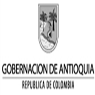 GOBERNACION DE ANTIOQUIA
REPUBLICA DE COLOMBIA